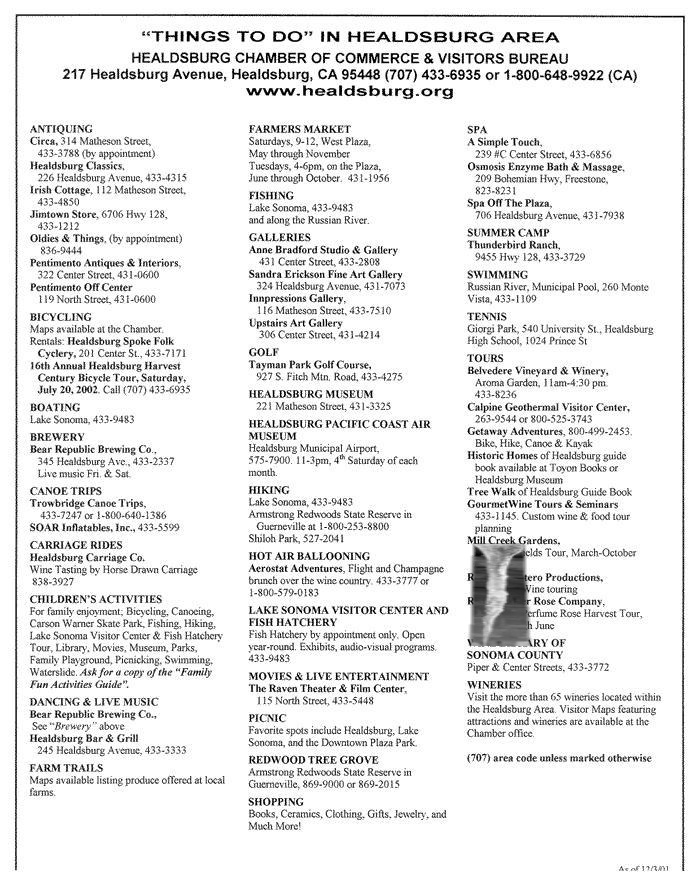 “THINGS TO DO” IN HEALDSBURG AREA
HEALDSBURG CHAMBER OF COMMERCE & VISITORS BUREAU
217 Healdsburg Avenue, Healdsburg, CA 95448 (707) 433-6935 or 1-800-648-9922 (CA)
www.healdsburg.org
ANTIQUING
Circa, 314 Matheson Street,
433-3788 (by appointment)
Healdsburg Classics,
226 Healdsburg Avenue, 433-4315
Irish Cottage, 112 Matheson Street,
433-4850
Jimtown Store, 6706 Hwy 128,
433-1212
Oldies & Things, (by appointment)
836-9444
Pentimento Antiques & Interiors,
322 Center Street, 431-0600
Pentimento Off Center
119 North Street, 431-0600
BICYCLING
Maps available at the Chamber.
Rentals: Healdsburg Spoke Folk
Cyclery, 201 Center St., 433-7171
16th Annual Healdsburg Harvest
Century Bicycle Tour, Saturday,
July 20, 2002. Call (707) 433-6935
BOATING
Lake Sonoma, 433-9483
BREWERY
Bear Republic Brewing Co.,
345 Healdsburg Ave., 433-2337
Live music Fri. & Sat.
CANOE TRIPS
Trowbridge Canoe Trips,
433-7247 or 1-800-640-1386
SOAR Inflatables, Inc., 433-5599
CARRIAGE RIDES
Healdsburg Carriage Co.
Wine Tasting by Horse Drawn Carriage
838-3927
CHILDREN’S ACTIVITIES
For family enjoyment; Bicycling, Canoeing,
Carson Warner Skate Park, Fishing, Hiking,
Lake Sonoma Visitor Center & Fish Hatchery
Tour, Library, Movies, Museum, Parks,
Family Playground, Picnicking, Swimming,
Waterslide. Ask for a copy of the “Family
Fun Activities Guide”.
DANCING & LIVE MUSIC
Bear Republic Brewing Co.,
See “Brewery” above
Healdsburg Bar & Grill
245 Healdsburg Avenue, 433-3333
FARM TRAILS
Maps available listing produce offered at local
farms.
FARMERS MARKET
Saturdays, 9-12, West Plaza,
May through November
Tuesdays, 4-6pm, on the Plaza,
June through October. 431-1956
FISHING
Lake Sonoma, 433-9483
and along the Russian River.
GALLERIES
Anne Bradford Studio & Gallery
431 Center Street, 433-2808
Sandra Erickson Fine Art Gallery
324 Healdsburg Avenue, 431-7073
Innpressions Gallery,
116 Matheson Street, 433-7510
Upstairs Art Gallery
306 Center Street, 431-4214
GOLF
Tayman Park Golf Course,
927 S. Fitch Mtn. Road, 433-4275
HEALDSBURG MUSEUM
221 Matheson Street, 431-3325
HEALDSBURG PACIFIC COAST AIR
MUSEUM
Healdsburg Municipal Airport,
575-7900. 11-3pm, 4th Saturday of each
month.
HIKING
Lake Sonoma, 433-9483
Armstrong Redwoods State Reserve in
Guerneville at 1-800-253-8800
Shiloh Park, 527-2041
HOT AIR BALLOONING
Aerostat Adventures, Flight and Champagne
brunch over the wine country. 433-3777 or
1-800-579-0183
LAKE SONOMA VISITOR CENTER AND
FISH HATCHERY
Fish Hatchery by appointment only. Open
year-round. Exhibits, audio-visual programs.
433-9483
MOVIES & LIVE ENTERTAINMENT
The Raven Theater & Film Center,
115 North Street, 433-5448
PICNIC
Favorite spots include Healdsburg, Lake
Sonoma, and the Downtown Plaza Park.
REDWOOD TREE GROVE
Armstrong Redwoods State Reserve in
Guerneville, 869-9000 or 869-2015
SHOPPING
Books, Ceramics, Clothing, Gifts, Jewelry, and
Much More!
SPA
A Simple Touch,
239 #C Center Street, 433-6856
Osmosis Enzyme Bath & Massage,
209 Bohemian Hwy, Freestone,
823-8231
Spa Off The Plaza,
706 Healdsburg Avenue, 431-7938
SUMMER CAMP
Thunderbird Ranch,
9455 Hwy 128, 433-3729
SWIMMING
Russian River, Municipal Pool, 260 Monte
Vista, 433-1109
TENNIS
Giorgi Park, 540 University St., Healdsburg
High School, 1024 Prince St
TOURS
Belvedere Vineyard & Winery,
Aroma Garden, 11am-4:30 pm.
433-8236
Calpine Geothermal Visitor Center,
263-9544 or 800-525-3743
Getaway Adventures, 800-499-2453.
Bike, Hike, Canoe & Kayak
Historic Homes of Healdsburg guide
book available at Toyon Books or
Healdsburg Museum
Tree Walk of Healdsburg Guide Book
GourmetWine Tours & Seminars
433-1145. Custom wine & food tour
planning
Mill Creek Gardens,
Tour, March-October
Productions,
Wine touring
Rose Company,
Perfume Rose Harvest Tour,
June
OF
SONOMA COUNTY
Piper & Center Streets, 433-3772
WINERIES
Visit the more than 65 wineries located within
the Healdsburg Area. Visitor Maps featuring
attractions and wineries are available at the
Chamber office.
(707) area code unless marked otherwise
As of 12/3/01